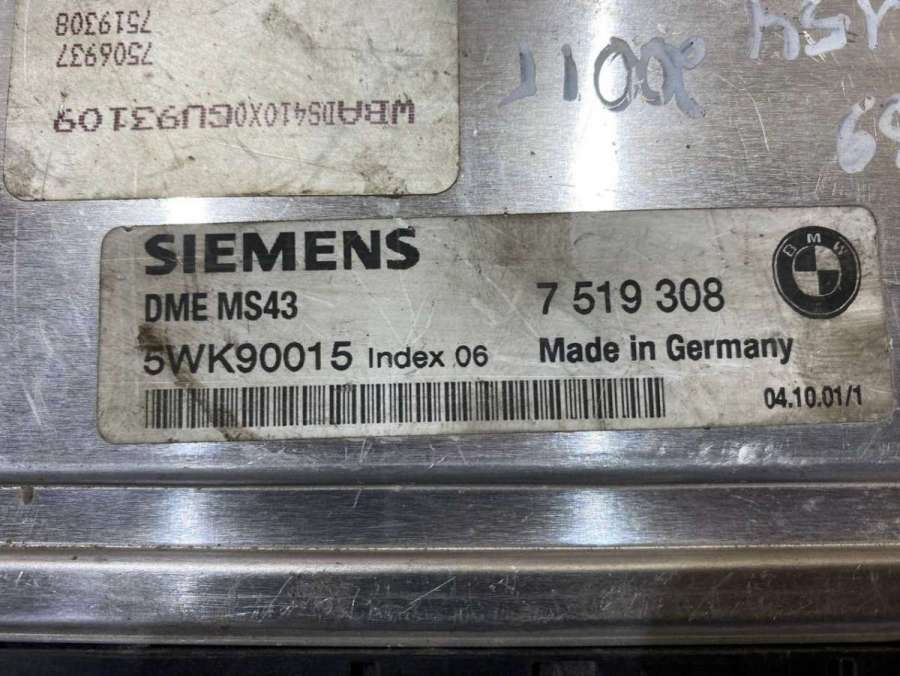 WBADS410X0GU93109
7506937
7519308
SIEMENS
DME MS43
5WK90015 Index 06
7 519 308
Made in Germany
04.10.01/1
BMW